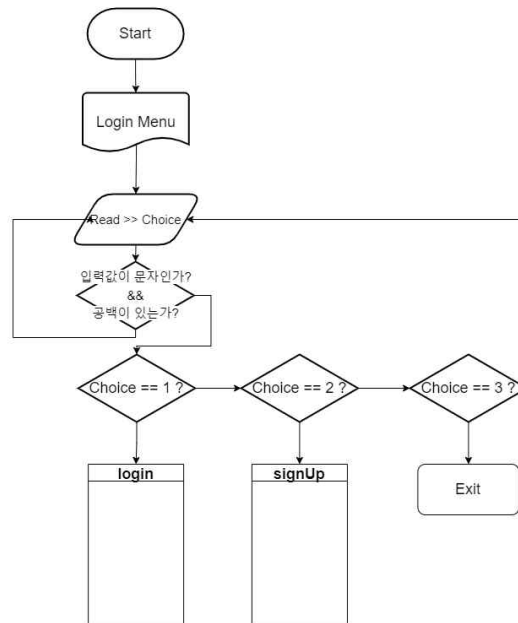 Start
Login Menu
Read >> Choice
입력값이 문자인가?
&&
공백이 있는가?
Choice == 1 ?
Choice == 2 ?
Choice == 3 ?
login
signUp
Exit